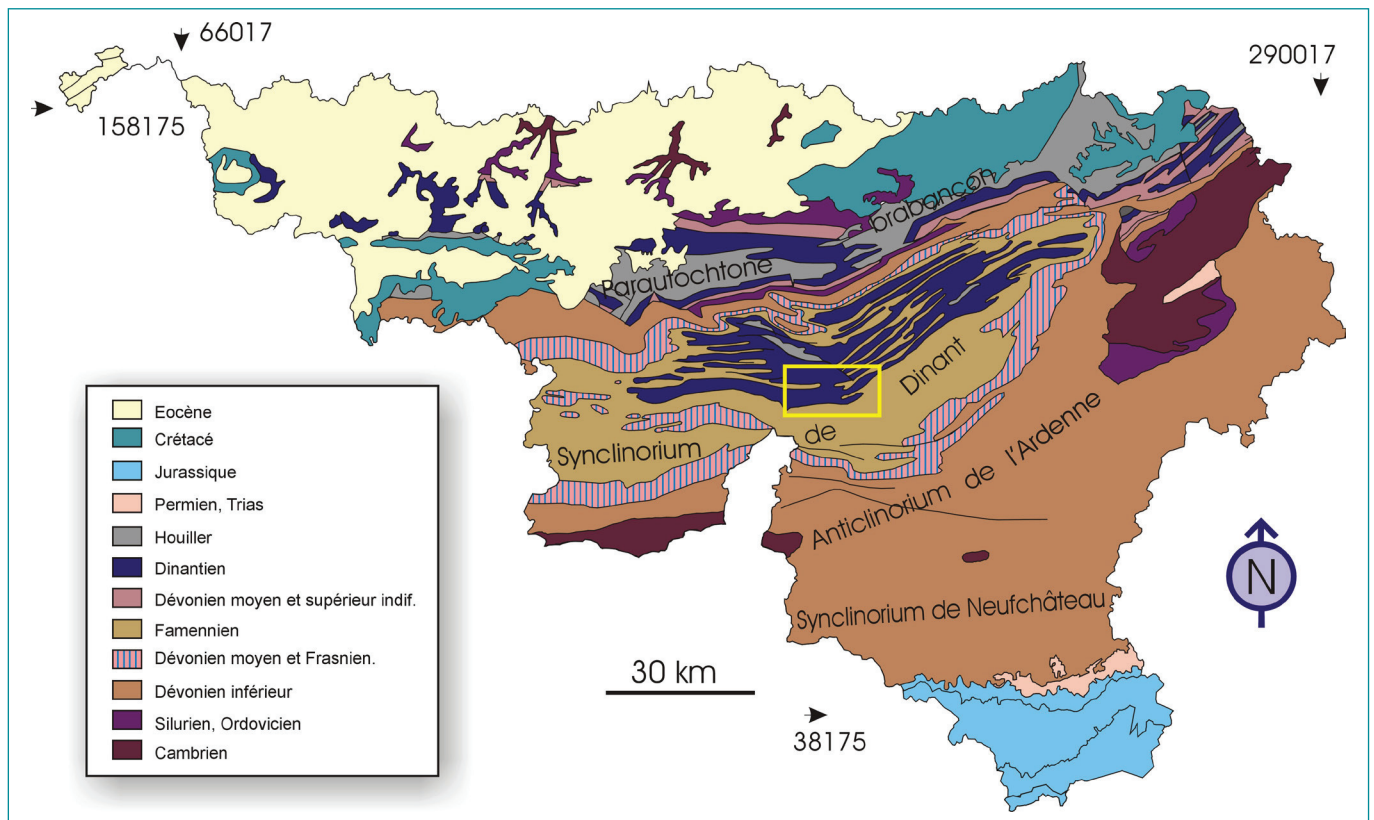 66017
290017
158175
brabançon
Parautochtone
Dinant
de
Synclinorium
Anticlinorium de l'Ardenne
Synclinorium de Neufchâteau
N
30 km
38175
Eocène
Crétacé
Jurassique
Permien, Trias
Houiller
Dinantien
Dévonien moyen et supérieur indif.
Famennien
Dévonien moyen et Frasnien.
Dévonien inférieur
Silurien, Ordovicien
Cambrien